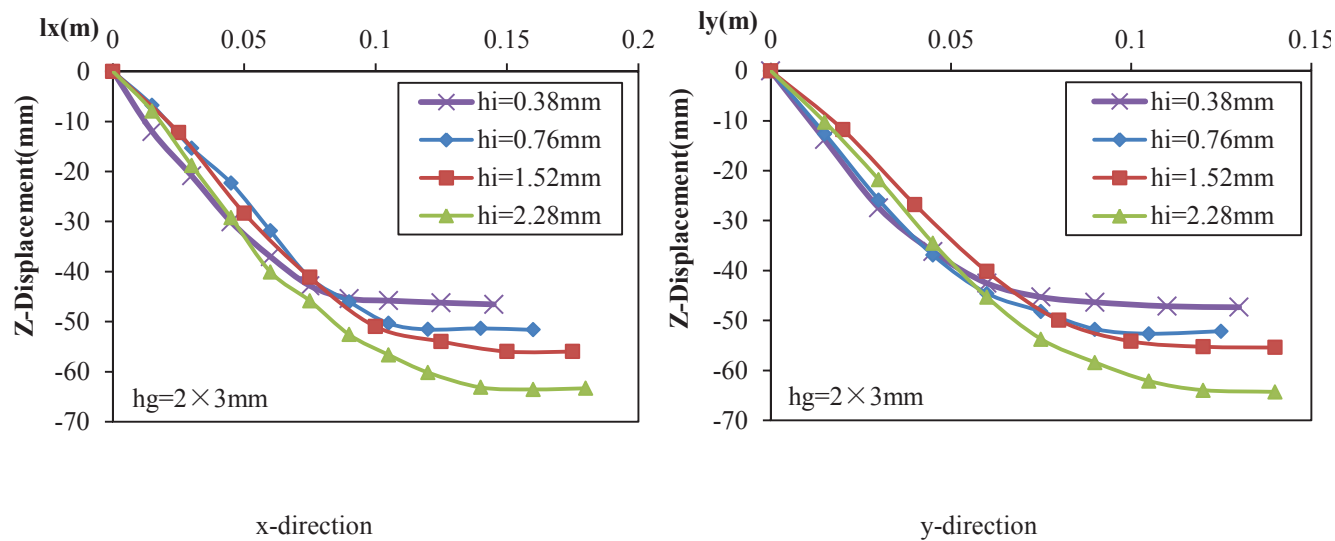 lx(m)
0 0.05 0.1 0.15 0.2
0
-10
-20
-30
-40
-50
-60
-70
Z-Displacement(mm)
hi=0.38mm
hi=0.76mm
hi=1.52mm
hi=2.28mm
hg=2×3mm
x-direction
ly(m)
0 0.05 0.1 0.15
0
-10
-20
-30
-40
-50
-60
-70
Z-Displacement(mm)
hi=0.38mm
hi=0.76mm
hi=1.52mm
hi=2.28mm
hg=2×3mm
y-direction